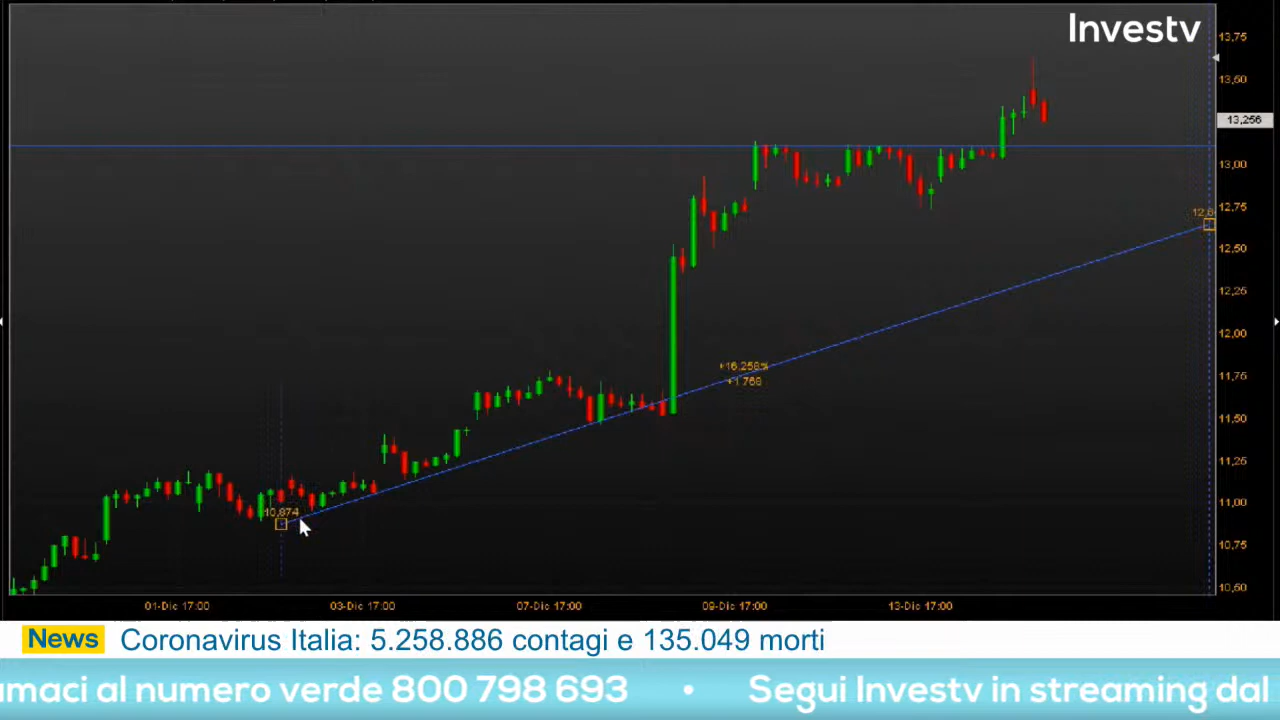 Investv
13,75
13,50
13,256
13,00
12,75
12,50
12,25
12,00
11,75
11,50
11,25
11,00
10,75
10,50
+16.258%
+1.768
10,874
01-Dic 17:00
03-Dic 17:00
07-Dic 17:00
09-Dic 17:00
13-Dic 17:00
News Coronavirus Italia: 5.258.886 contagi e 135.049 morti
amaci al numero verde 800 798 693 • Segui Investv in streaming dal